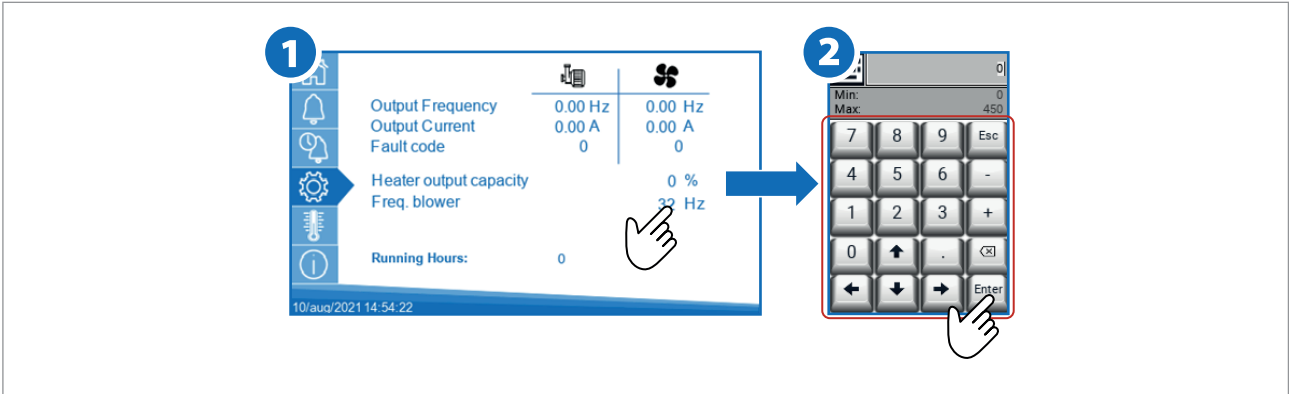 1
Output Frequency 0.00 Hz 0.00 Hz
Output Current 0.00 A 0.00 A
Fault code 0 0
Heater output capacity 0 %
Freq. blower 32 Hz
Running Hours: 0
10/aug/2021 14:54:22
2
0
Min: 0
Max: 450
7 8 9 Esc
4 5 6 -
1 2 3 +
0 .
Enter